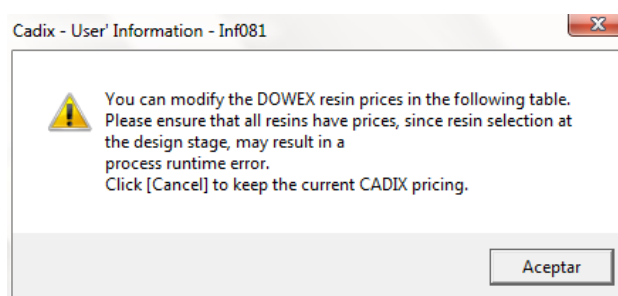 Cadix - User' Information - Inf081
You can modify the DOWEX resin prices in the following table.
Please ensure that all resins have prices, since resin selection at
the design stage, may result in a
process runtime error.
Click [Cancel] to keep the current CADIX pricing.
Aceptar